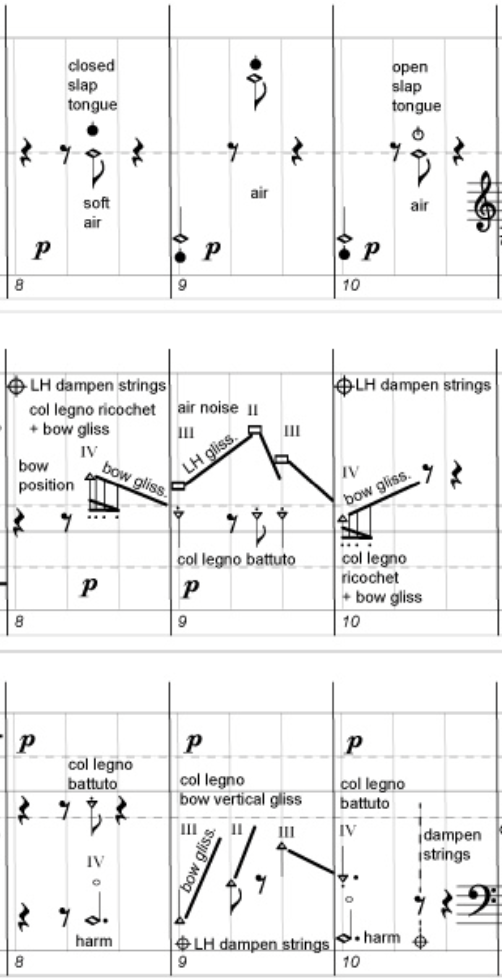 closed
slap
tongue
open
slap
tongue
soft
air
air
air
p
p
p
8
9
10
LH dampen strings
LH dampen strings
col legno ricochet
+ bow gliss
air noise
II
III
III
LH gliss.
IV
IV
bow
position
bow gliss.
bow gliss.
col legno battuto
col legno
ricochet
+ bow gliss
p
p
8
9
10
p
p
p
col legno
battuto
col legno
bow vertical gliss
col legno
battuto
III
II
III
IV
bow gliss.
dampen
strings
IV
harm
LH dampen strings
harm
8
9
10